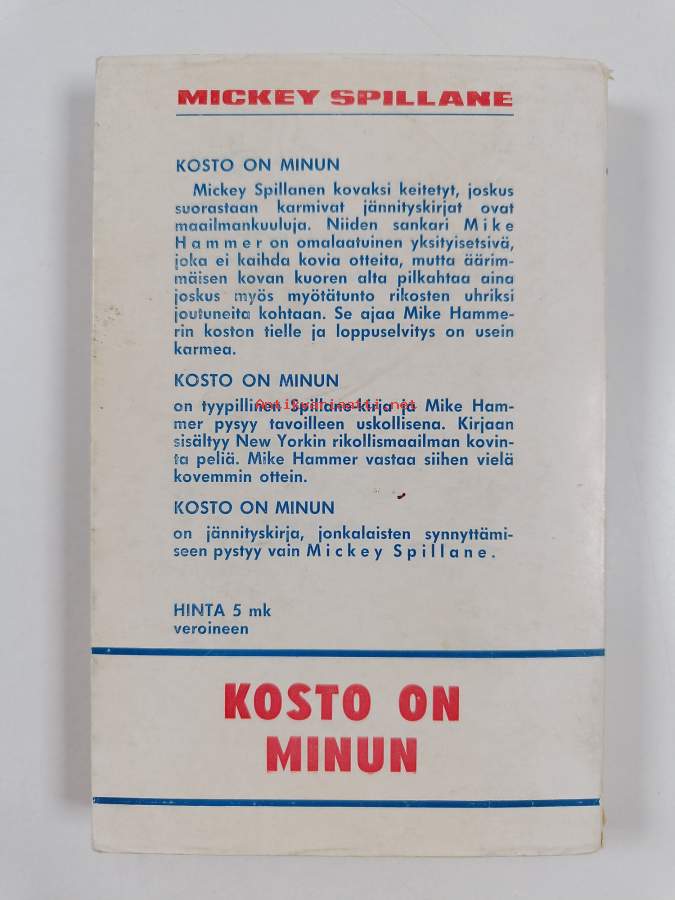 MICKEY SPILLANE
KOSTO ON MINUN
Mickey Spillanen kovaksi keitetyt, joskus
suorastaan karmivat jännityskirjat ovat
maailmankuuluja. Niiden sankari Mike
Hammer on omalaatuinen yksityisetsivä,
joka ei kaihda kovia otteita, mutta äärim-
mäisen kovan kuoren alta pilkahtaa aina
joskus myös myötätunto rikosten uhriksi
joutuneita kohtaan. Se ajaa Mike Hamme-
rin koston tielle ja loppuselvitys on usein
karmea.
KOSTO ON MINUN
on tyypillinen Spillane-kirja ja Mike Ham-
Antikvariaatti.net
mer pysyy tavoilleen uskollisena. Kirjaan
sisältyy New Yorkin rikollismaailman kovin-
ta peliä. Mike Hammer vastaa siihen vielä
kovemmin ottein.
KOSTO ON MINUN
on jännityskirja, jonkalaisten synnyttämi-
seen pystyy vain Mickey Spillane.
HINTA 5 mk
veroineen
KOSTO ON
MINUN